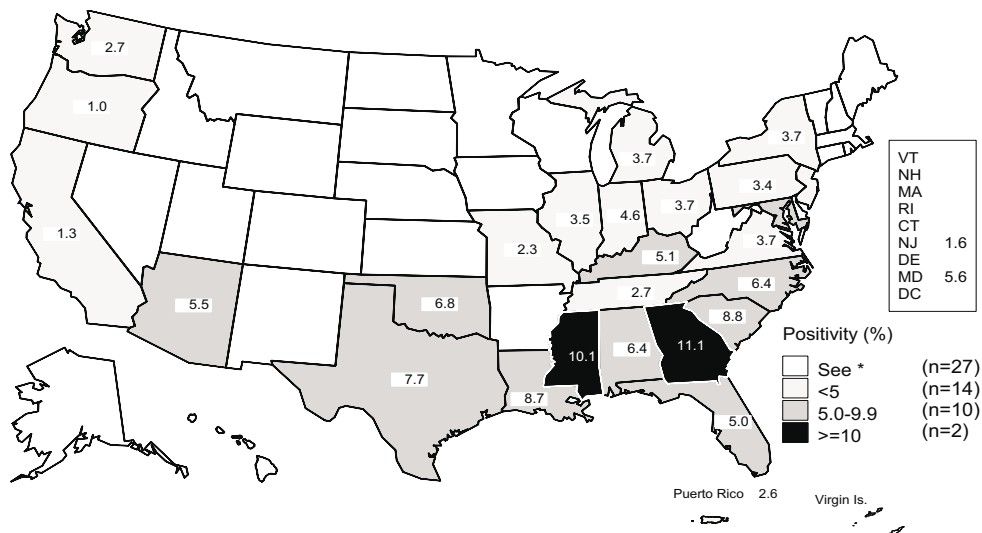 2.7
1.0
3.7
3.7
3.4
VT
NH
MA
RI
CT
NJ 1.6
DE
MD 5.6
DC
1.3
3.5
4.6
3.7
3.7
2.3
5.1
5.5
6.8
2.7
6.4
8.8
10.1
6.4
11.1
7.7
8.7
5.0
Positivity (%)
See * (n=27)
<5 (n=14)
5.0-9.9 (n=10)
>=10 (n=2)
Puerto Rico 2.6
Virgin Is.